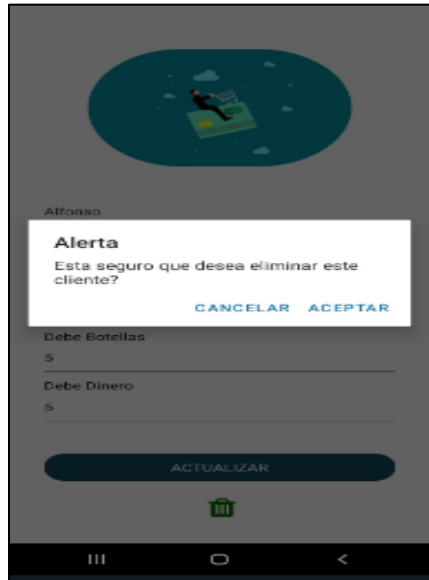 Alfonso
Alerta
Esta seguro que desea eliminar este
cliente?
CANCELAR ACEPTAR
Debe Botellas
5
Debe Dinero
5
ACTUALIZAR